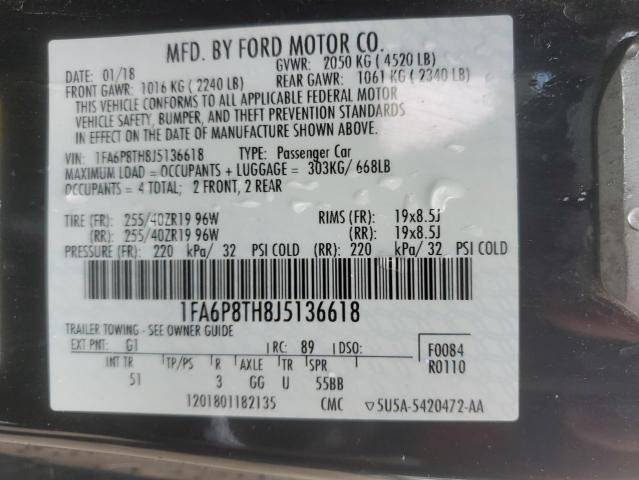 MFD. BY FORD MOTOR CO.
DATE: 01/18 GVWR: 2050 KG ( 4520 LB)
FRONT GAWR: 1016 KG ( 2240 LB) REAR GAWR: 1061 KG ( 2340 LB)
THIS VEHICLE CONFORMS TO ALL APPLICABLE FEDERAL MOTOR
VEHICLE SAFETY, BUMPER, AND THEFT PREVENTION STANDARDS
IN EFFECT ON THE DATE OF MANUFACTURE SHOWN ABOVE.
VIN: 1FA6P8TH8J5136618 TYPE: Passenger Car
MAXIMUM LOAD = OCCUPANTS + LUGGAGE = 303KG/ 668LB
OCCUPANTS = 4 TOTAL; 2 FRONT, 2 REAR
TIRE (FR): 255/40ZR19 96W RIMS (FR): 19x8.5J
(RR): 255/40ZR19 96W (RR): 19x8.5J
PRESSURE (FR): 220 kPa/ 32 PSI COLD (RR): 220 kPa/ 32 PSI COLD
1FA6P8TH8J5136618
TRAILER TOWING - SEE OWNER GUIDE
EXT PNT: G1 RC: 89 DSO: F0084
INT TR TP/PS R AXLE TR SPR R0110
51 3 GG U 55BB
1201801182135 CMC ▽5U5A-5420472-AA